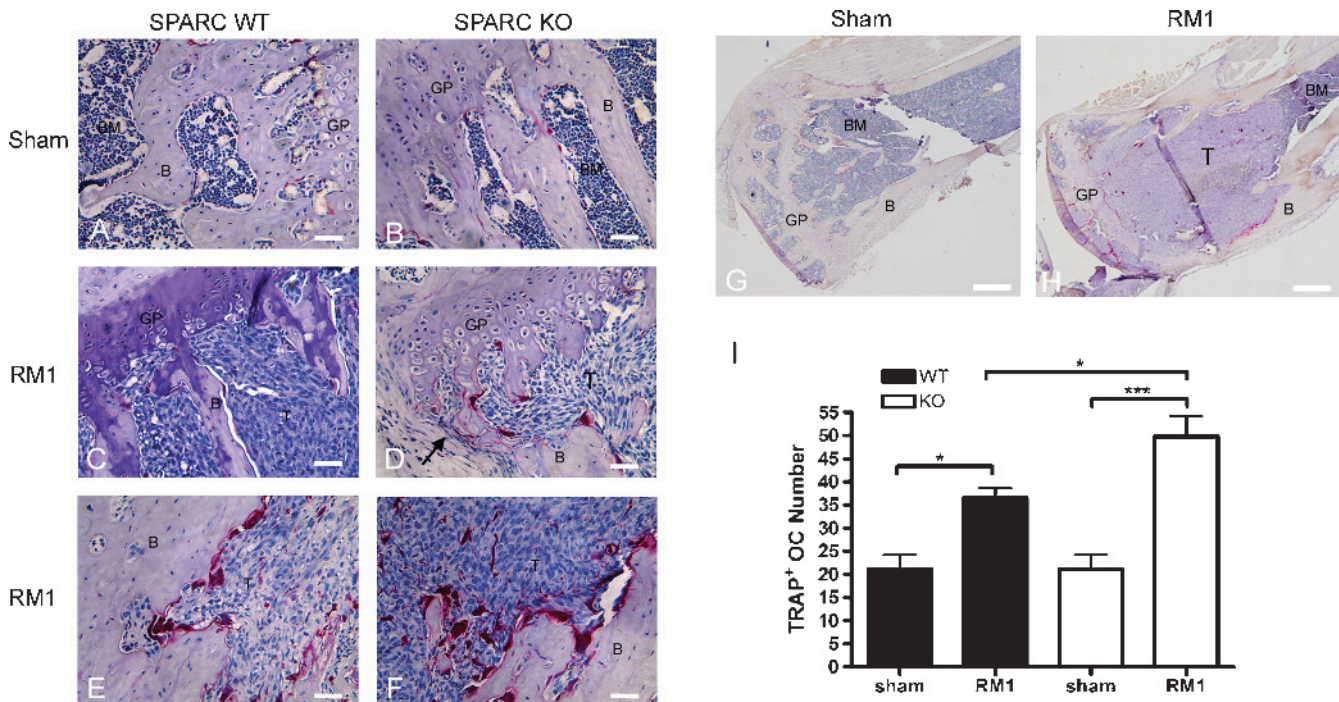 SPARC WT SPARC KO
Sham
BM
B
GP
A
GP
B
BM
B
RM1
GP
B
T
C
GP
T
B
D
RM1
B
T
E
T
B
F
Sham RM1
BM
GP
B
G
BM
T
GP
B
H
I
WT
KO
*
***
*
TRAP+ OC Number
55
50
45
40
35
30
25
20
15
10
5
0
sham RM1 sham RM1